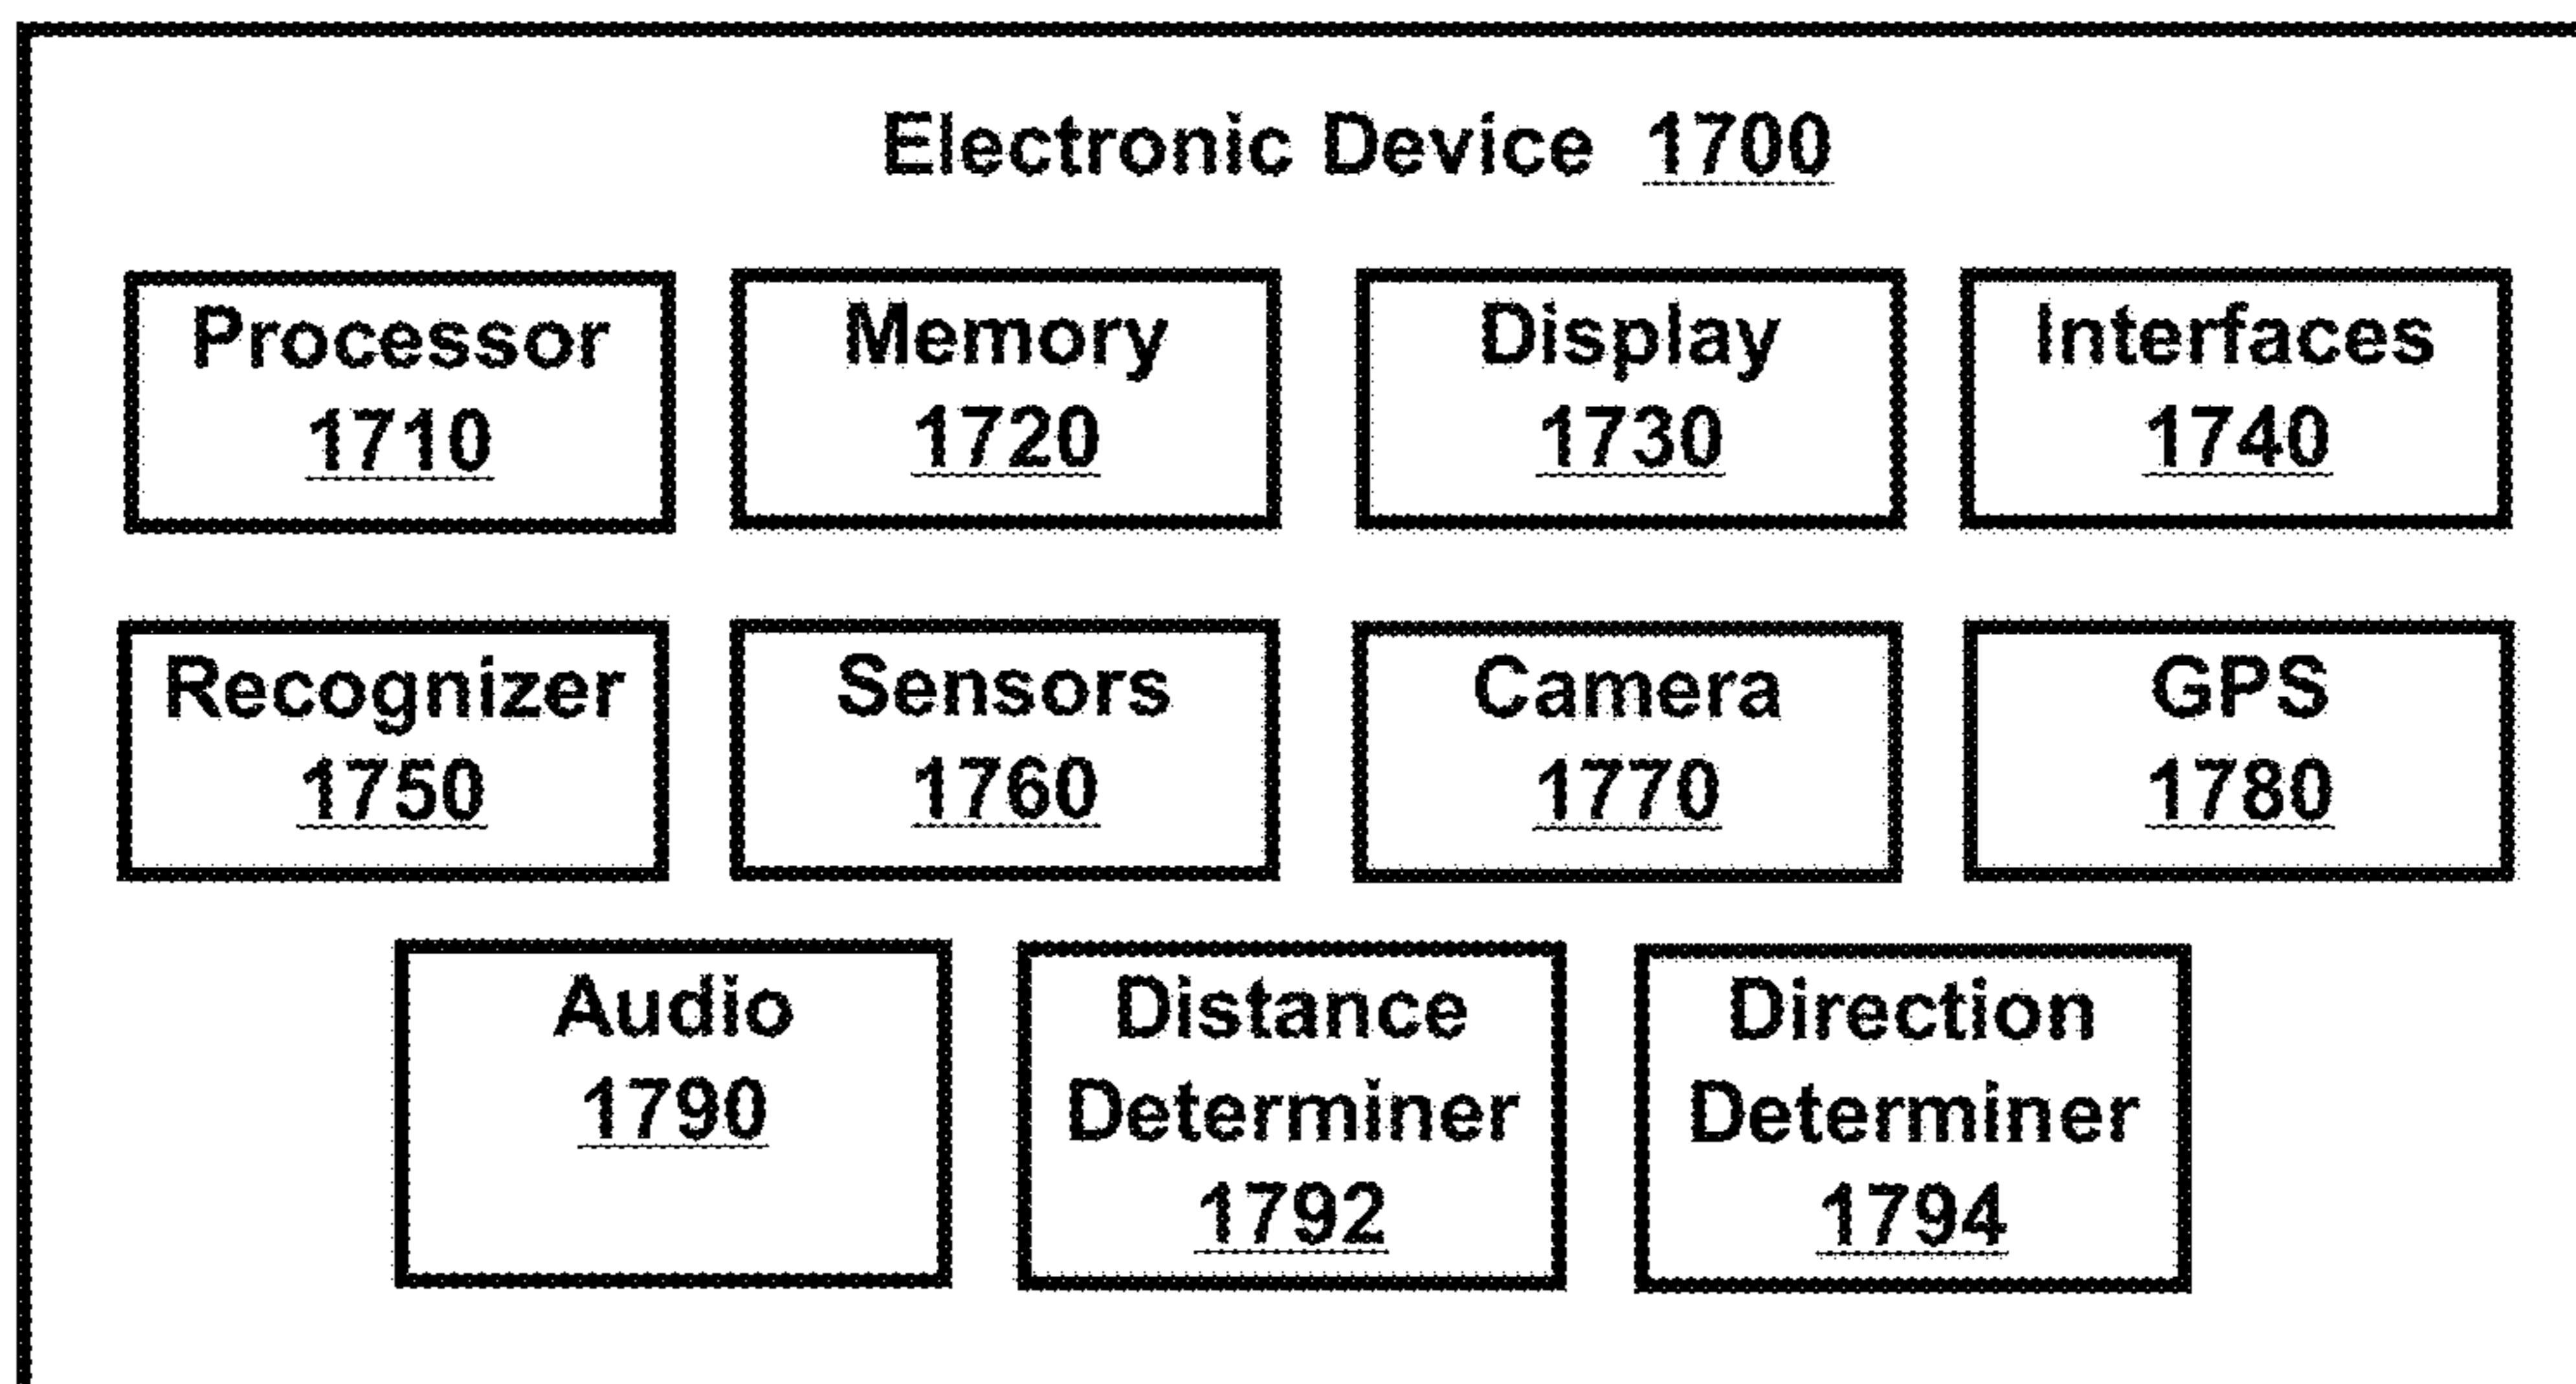 Electronic Device 1700
Processor
1710
Memory
1720
Display
1730
Interfaces
1740
Recognizer
1750
Sensors
1760
Camera
1770
GPS
1780
Audio
1790
Distance
Determiner
1792
Direction
Determiner
1794